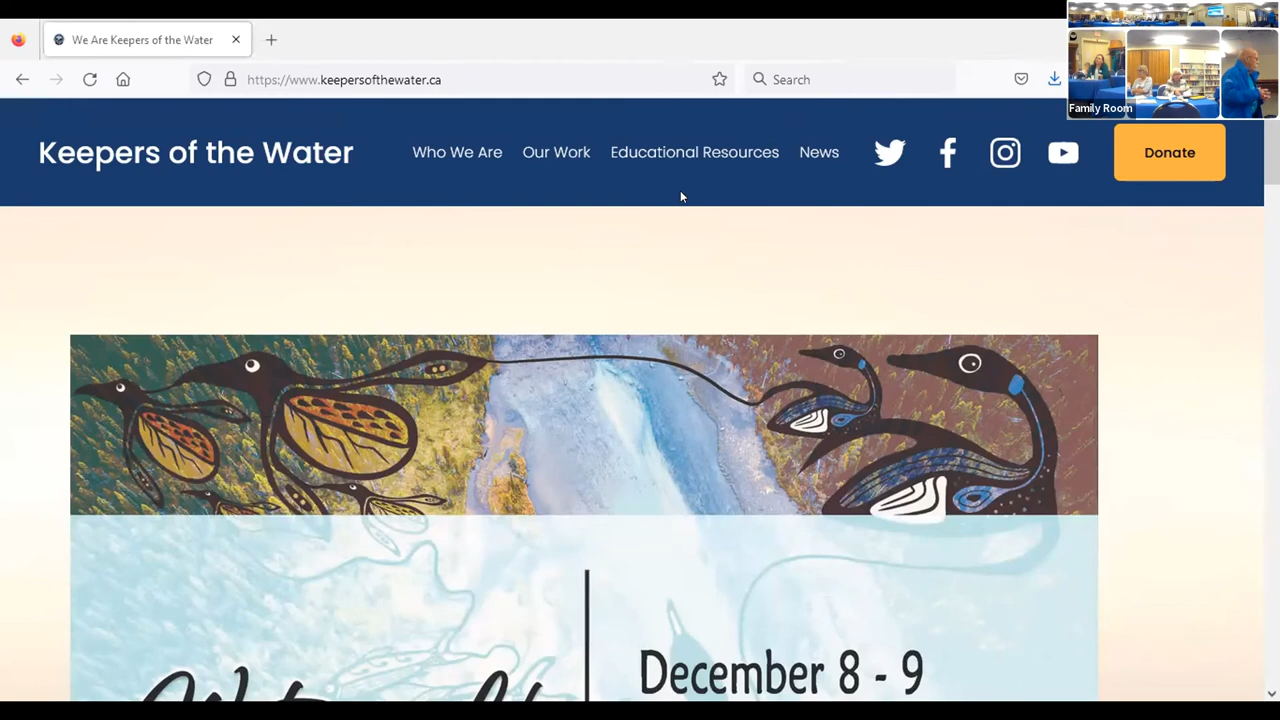 We Are Keepers of the Water
https://www.keepersofthewater.ca
Search
Family Room
Keepers of the Water
Who We Are
Our Work
Educational Resources
News
Donate
December 8 - 9